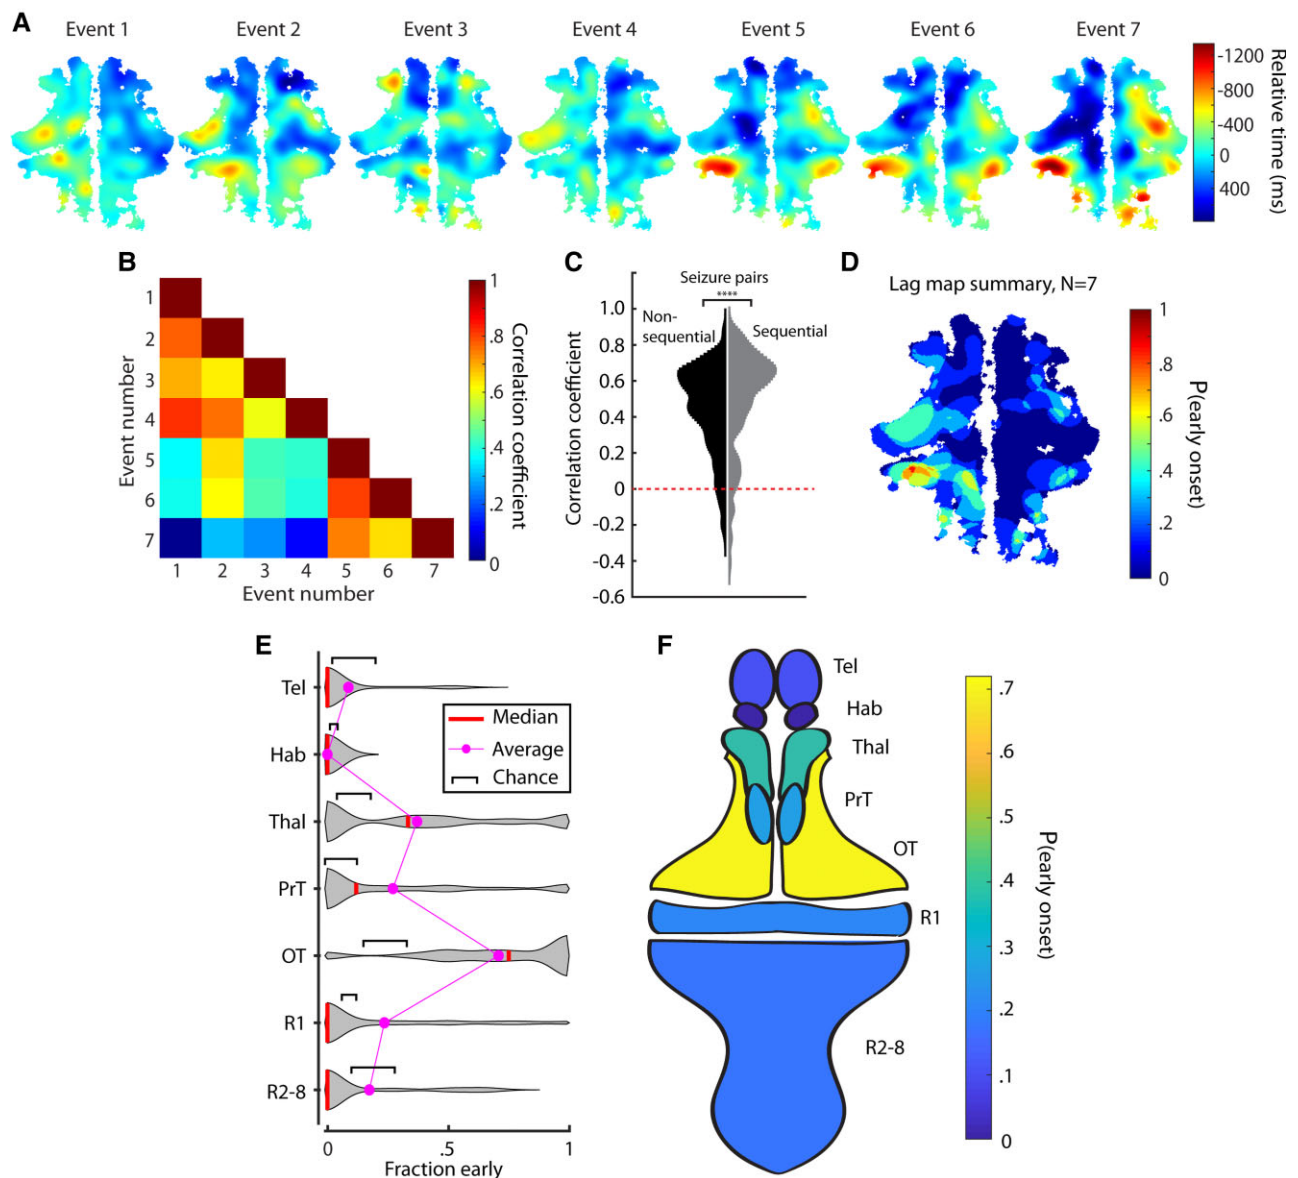 A
Event 1 Event 2 Event 3 Event 4 Event 5 Event 6 Event 7
-1200
-800
-400
0
400
Relative time (ms)
B
1
2
3
4
5
6
7
Event number
1 2 3 4 5 6 7
Event number
1
.8
.6
.4
.2
0
Correlation coefficient
C
Seizure pairs
****
Non-
sequential
Sequential
1.0
0.8
0.6
0.4
0.2
0
-0.2
-0.4
-0.6
Correlation coefficient
D
Lag map summary, N=7
1
.8
.6
.4
.2
0
P(early onset)
E
Tel
Hab
Thal
PrT
OT
R1
R2-8
Median
Average
Chance
0 .5 1
Fraction early
F
Tel
Hab
Thal
PrT
OT
R1
R2-8
.7
.6
.5
.4
.3
.2
.1
0
P(early onset)